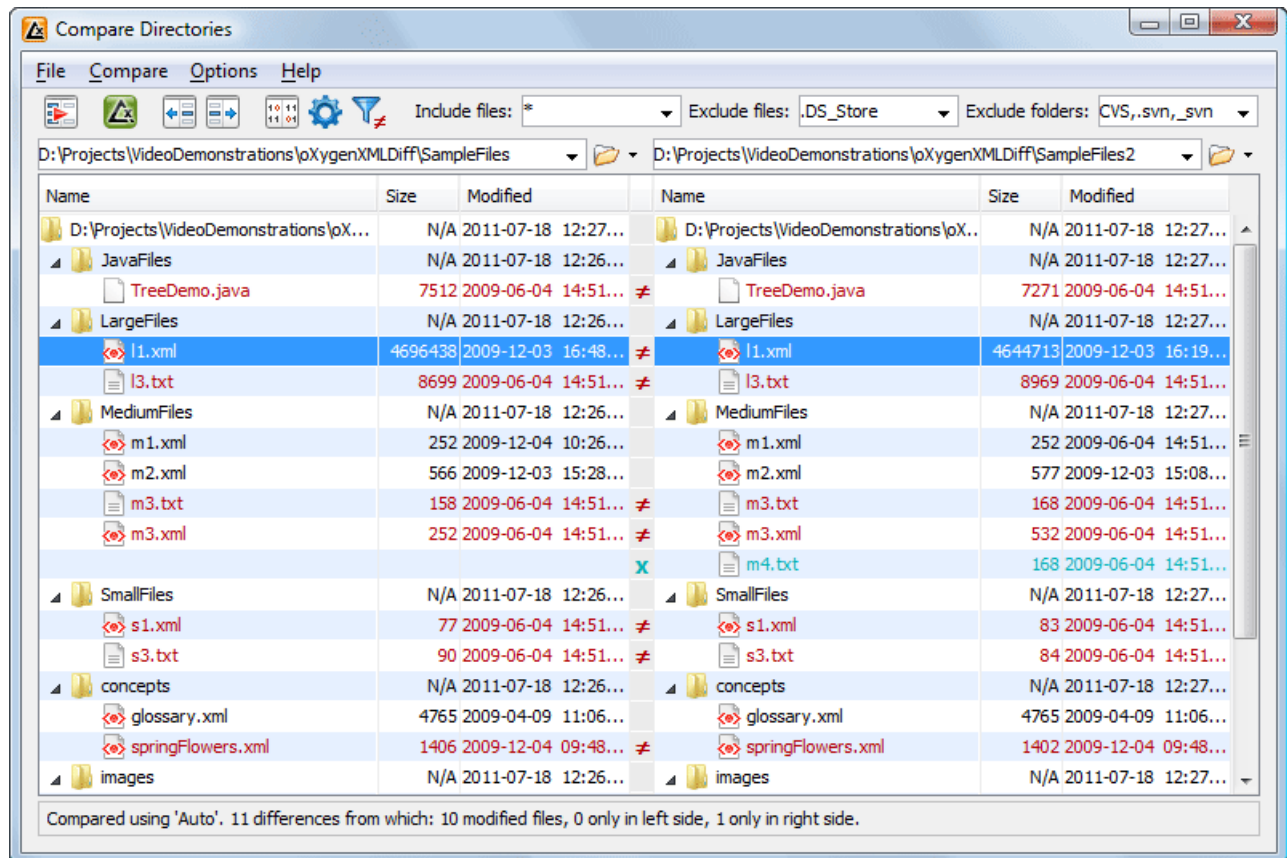 Compare Directories
File Compare Options Help
Include files: * Exclude files: .DS_Store Exclude folders: CVS,.svn,_svn
D:\Projects\VideoDemonstrations\oXygenXMLDiff\SampleFiles D:\Projects\VideoDemonstrations\oXygenXMLDiff\SampleFiles2
Name Size Modified Name Size Modified
D:\Projects\VideoDemonstrations\oX... N/A 2011-07-18 12:27... D:\Projects\VideoDemonstrations\oX.. N/A 2011-07-18 12:27...
JavaFiles N/A 2011-07-18 12:26... JavaFiles N/A 2011-07-18 12:27...
TreeDemo.java 7512 2009-06-04 14:51... ≠ TreeDemo.java 7271 2009-06-04 14:51...
LargeFiles N/A 2011-07-18 12:26... LargeFiles N/A 2011-07-18 12:27...
l1.xml 4696438 2009-12-03 16:48... ≠ l1.xml 4644713 2009-12-03 16:19...
l3.txt 8699 2009-06-04 14:51... ≠ l3.txt 8969 2009-06-04 14:51...
MediumFiles N/A 2011-07-18 12:26... MediumFiles N/A 2011-07-18 12:27...
m1.xml 252 2009-12-04 10:26... m1.xml 252 2009-06-04 14:51...
m2.xml 566 2009-12-03 15:28... m2.xml 577 2009-12-03 15:08...
m3.txt 158 2009-06-04 14:51... ≠ m3.txt 168 2009-06-04 14:51...
m3.xml 252 2009-06-04 14:51... ≠ m3.xml 532 2009-06-04 14:51...
x m4.txt 168 2009-06-04 14:51...
SmallFiles N/A 2011-07-18 12:26... SmallFiles N/A 2011-07-18 12:27...
s1.xml 77 2009-06-04 14:51... ≠ s1.xml 83 2009-06-04 14:51...
s3.txt 90 2009-06-04 14:51... ≠ s3.txt 84 2009-06-04 14:51...
concepts N/A 2011-07-18 12:26... concepts N/A 2011-07-18 12:27...
glossary.xml 4765 2009-04-09 11:06... glossary.xml 4765 2009-04-09 11:06...
springFlowers.xml 1406 2009-12-04 09:48... ≠ springFlowers.xml 1402 2009-12-04 09:48...
images N/A 2011-07-18 12:26... images N/A 2011-07-18 12:27...
Compared using 'Auto'. 11 differences from which: 10 modified files, 0 only in left side, 1 only in right side.